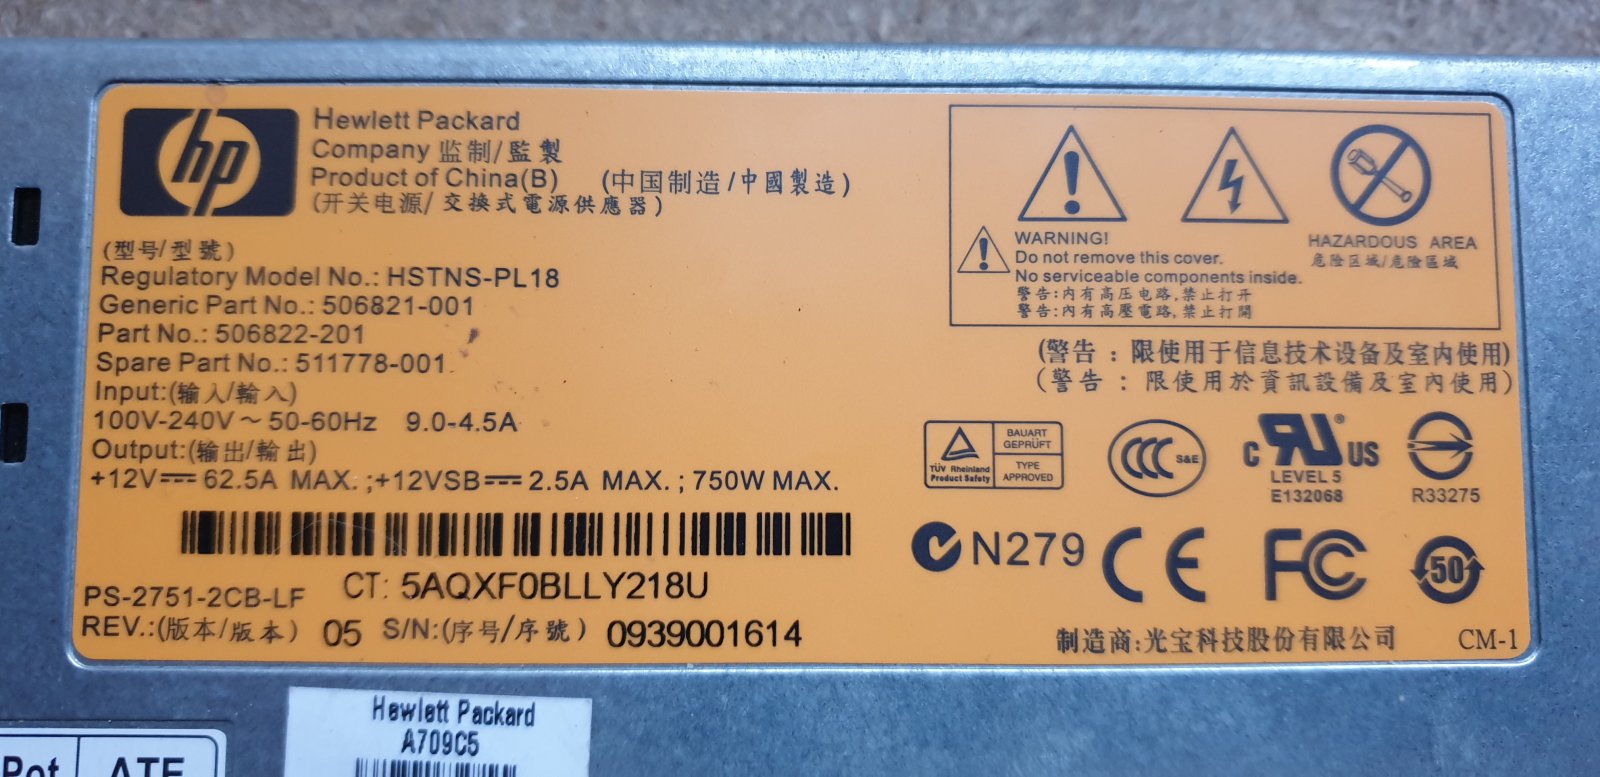 hp
Hewlett Packard
Company 监制/監製
Product of China(B) (中国制造/中國製造)
(开关电源/交換式電源供應器)
(型号/型號)
Regulatory Model No.: HSTNS-PL18
Generic Part No.: 506821-001
Part No.: 506822-201
Spare Part No.: 511778-001
Input:(输入/輸入)
100V-240V ~ 50-60Hz 9.0-4.5A
Output:(输出/輸出)
+12V⎓ 62.5A MAX. ;+12VSB⎓ 2.5A MAX. ; 750W MAX.
CT: 5AQXF0BLLY218U
PS-2751-2CB-LF
REV.:(版本/版本) 05 S/N:(序号/序號) 0939001614
WARNING!
Do not remove this cover.
No serviceable components inside.
警告:内有高压电路,禁止打开
警告:內有高壓電路,禁止打開
HAZARDOUS AREA
危险区域/危險區域
(警告：限使用于信息技术设备及室内使用)
(警告：限使用於資訊設備及室內使用)
TÜV Rheinland
Product Safety
BAUART
GEPRÜFT
TYPE
APPROVED
CCC S&E
C RU® US
LEVEL 5
E132068
R33275
N279
CE
FC
50
制造商:光宝科技股份有限公司 CM-1
Hewlett Packard
A709C5
Pot ATE